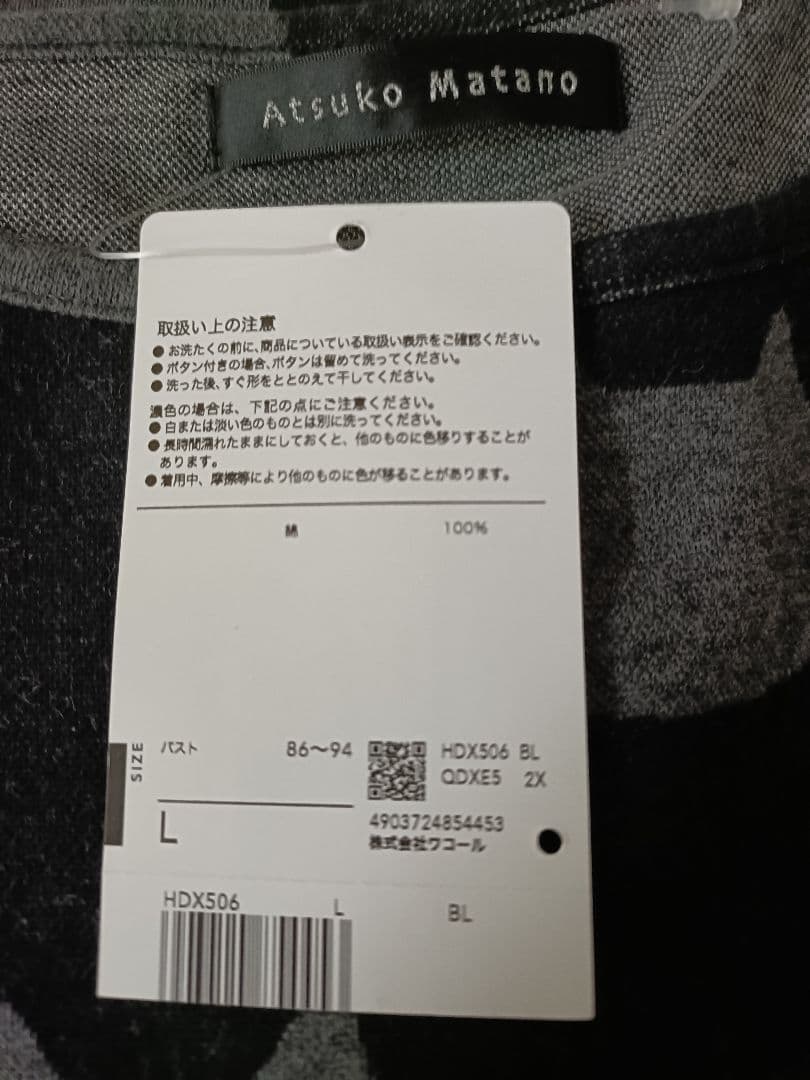 Atsuko Matano
取扱い上の注意
● お洗たくの前に、商品についている取扱い表示をご確認ください。
● ボタン付きの場合、ボタンは留めて洗ってください。
● 洗った後、すぐ形をととのえて干してください。
濃色の場合は、下記の点にご注意ください。
● 白または淡い色のものとは別に洗ってください。
● 長時間濡れたままにしておくと、他のものに色移りすることが
あります。
● 着用中、摩擦等により他のものに色が移ることがあります。
綿 100%
SIZE
バスト 86〜94
L
HDX506 BL
QDXE5 2X
4903724854453
株式会社ワコール
HDX506 L BL